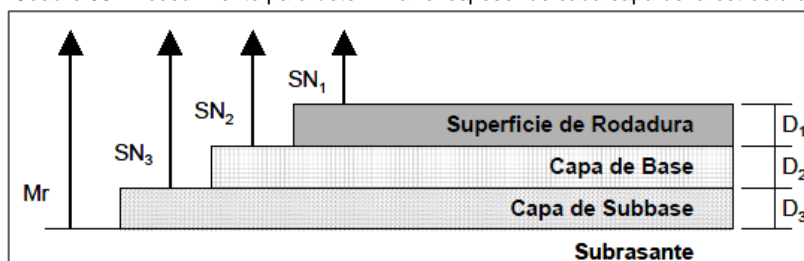 SN1
Superficie de Rodadura D1
SN2
Capa de Base D2
SN3
Mr
Capa de Subbase D3
Subrasante